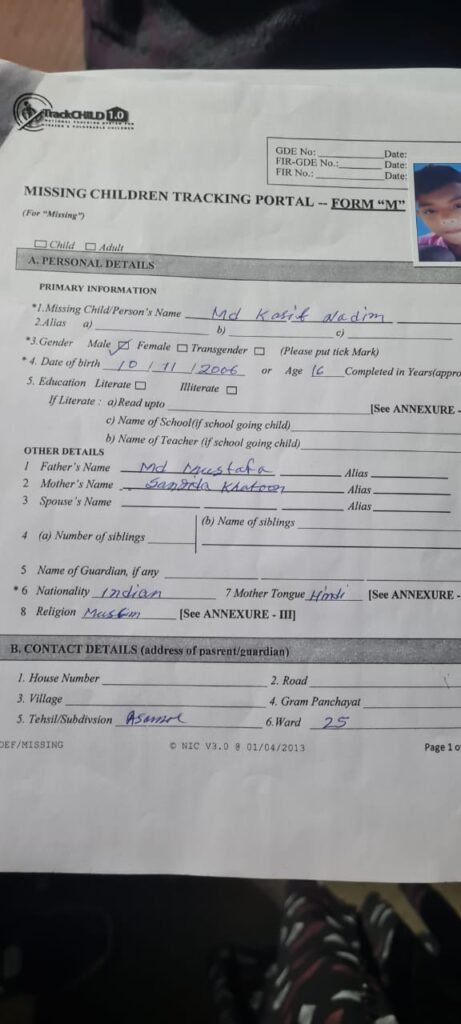 TrackCHILD 1.0
NATIONAL TRACKING SYSTEM FOR
MISSING & VULNERABLE CHILDREN
GDE No: Date:
FIR-GDE No.: Date:
FIR No.: Date:
MISSING CHILDREN TRACKING PORTAL -- FORM "M"
(For "Missing")
Child Adult
A. PERSONAL DETAILS
PRIMARY INFORMATION
*1.Missing Child/Person's Name Md Kasif Nadim
2.Alias a) b) c)
*3. Gender Male Female Transgender (Please put tick Mark)
* 4. Date of birth 10 / 11 / 2006 or Age 16 Completed in Years(appro
5. Education Literate Illiterate
If Literate : a)Read upto [See ANNEXURE -
c) Name of School(if school going child)
b) Name of Teacher (if school going child)
OTHER DETAILS
1 Father's Name Md Mustafa Alias
2 Mother's Name Khatoon Alias
3 Spouse's Name Alias
4 (a) Number of siblings (b) Name of siblings
5 Name of Guardian, if any
* 6 Nationality Indian 7 Mother Tongue Hindi [See ANNEXURE -
8 Religion Muslim [See ANNEXURE - III]
B. CONTACT DETAILS (address of pasrent/guardian)
1. House Number 2. Road
3. Village 4. Gram Panchayat
5. Tehsil/Subdivsion 6.Ward 25
DEF/MISSING © NIC V3.0 @ 01/04/2013 Page 1 o